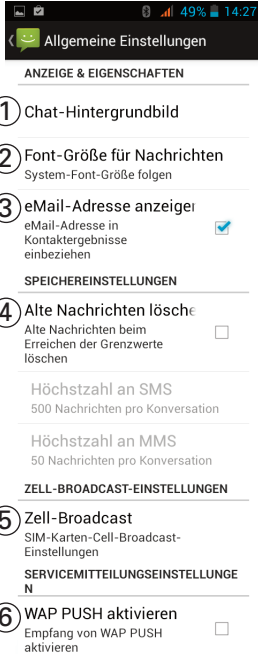 49% 14:27
Allgemeine Einstellungen
ANZEIGE & EIGENSCHAFTEN
1 Chat-Hintergrundbild
2 Font-Größe für Nachrichten
System-Font-Größe folgen
3 eMail-Adresse anzeiger
eMail-Adresse in
Kontaktergebnisse
einbeziehen
SPEICHEREINSTELLUNGEN
4 Alte Nachrichten lösche
Alte Nachrichten beim
Erreichen der Grenzwerte
löschen
Höchstzahl an SMS
500 Nachrichten pro Konversation
Höchstzahl an MMS
50 Nachrichten pro Konversation
ZELL-BROADCAST-EINSTELLUNGEN
5 Zell-Broadcast
SIM-Karten-Cell-Broadcast-
Einstellungen
SERVICEMITTEILUNGSEINSTELLUNGE
N
6 WAP PUSH aktivieren
Empfang von WAP PUSH
aktivieren